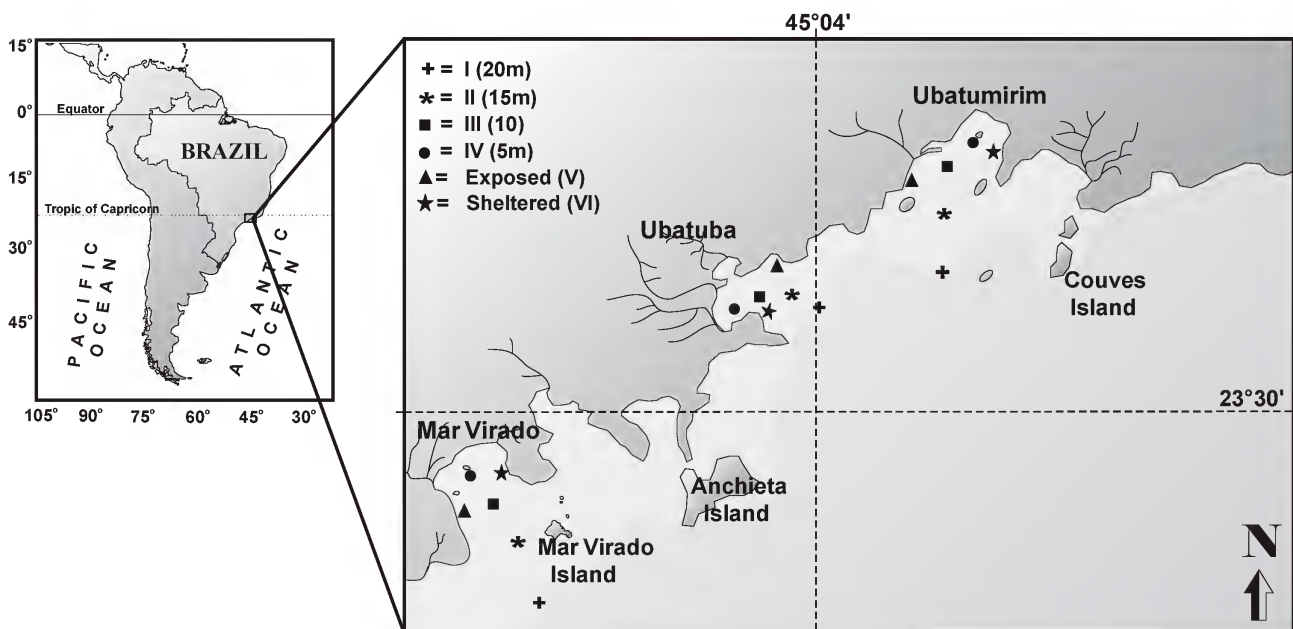 15°
0°
15°
30°
45°
105° 90° 75° 60° 45° 30°
Equator
BRAZIL
Tropic of Capricorn
PACIFIC
OCEAN
ATLANTIC
OCEAN
45°04'
+ = I (20m)
* = II (15m)
■ = III (10)
● = IV (5m)
▲= Exposed (V)
★= Sheltered (VI)
Ubatumirim
Ubatuba
Couves
Island
23°30'
Mar Virado
Anchieta
Island
Mar Virado
Island
N